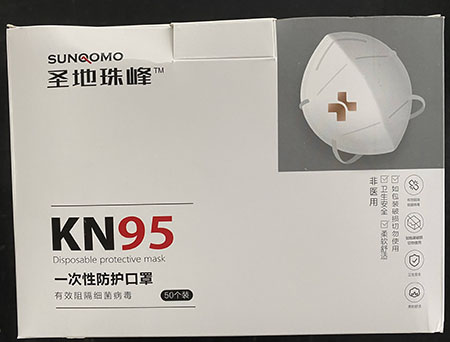 SUNQOMO
圣地珠峰™
非医用
卫生安全 柔软舒适
如包装破损切勿使用
KN95
Disposable protective mask
一次性防护口罩
有效阻隔细菌病毒
50个装